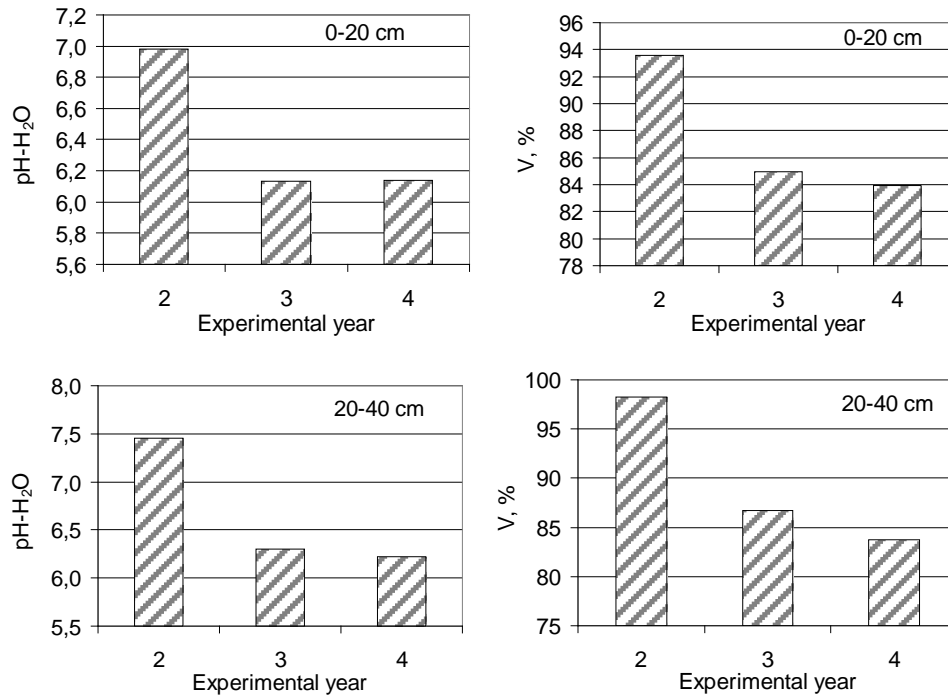 7,2
7,0
6,8
6,6
6,4
6,2
6,0
5,8
5,6
pH-H₂O
0-20 cm
2 3 4
Experimental year
96
94
92
90
88
86
84
82
80
78
V, %
0-20 cm
2 3 4
Experimental year
8,0
7,5
7,0
6,5
6,0
5,5
pH-H₂O
20-40 cm
2 3 4
Experimental year
100
95
90
85
80
75
V, %
20-40 cm
2 3 4
Experimental year